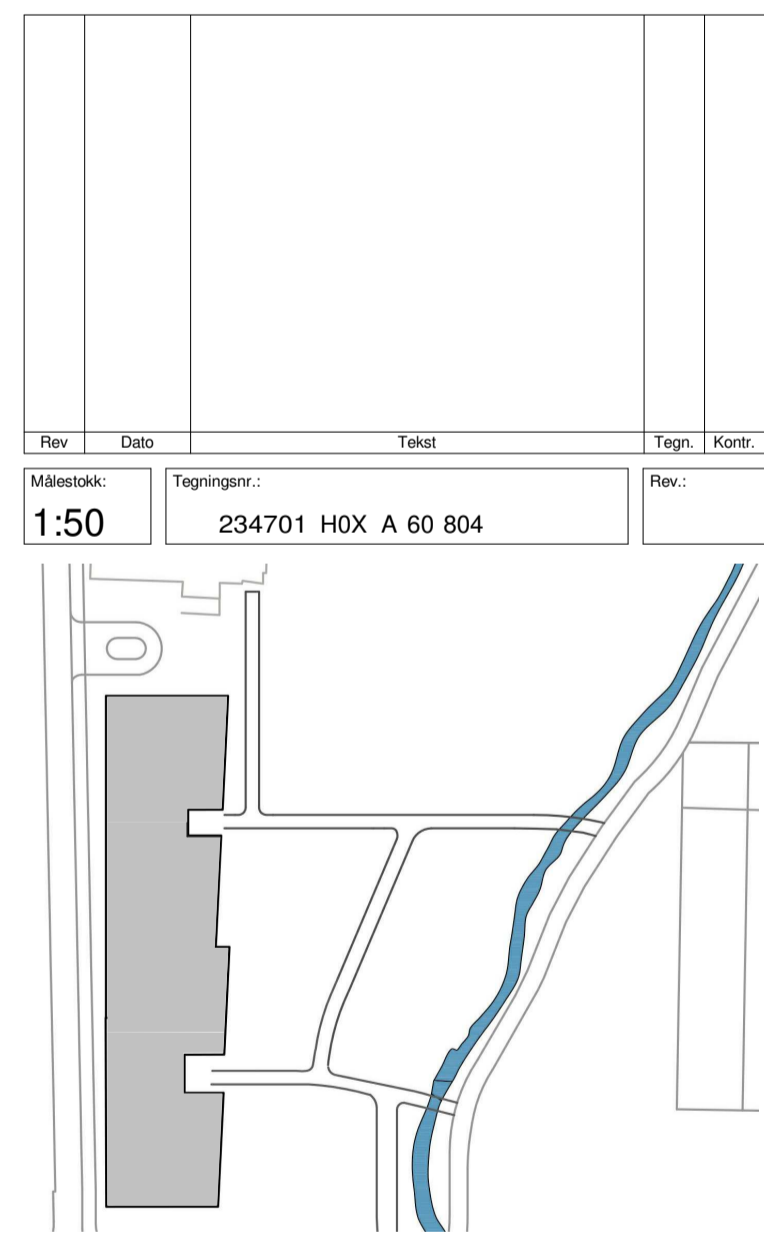 Rev Dato Tekst Tegn. Kontr.
Målestokk: Tegningsnr.: Rev.:
1:50 234701 H0X A 60 804